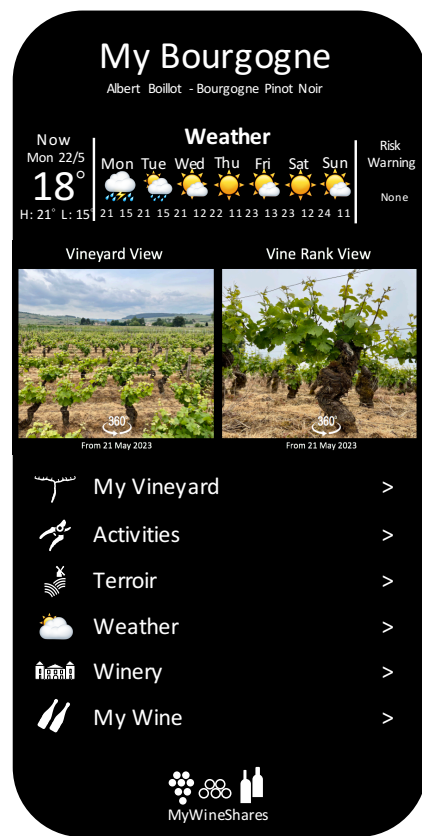 My Bourgogne
Albert Boillot - Bourgogne Pinot Noir
Now
Mon 22/5
18°
H: 21° L: 15°
Weather
Mon Tue Wed Thu Fri Sat Sun
21 15 21 15 21 12 22 11 23 13 23 12 24 11
Risk
Warning
None
Vineyard View
Vine Rank View
360°
360°
From 21 May 2023
From 21 May 2023
My Vineyard >
Activities >
Terroir >
Weather >
Winery >
My Wine >
MyWineShares